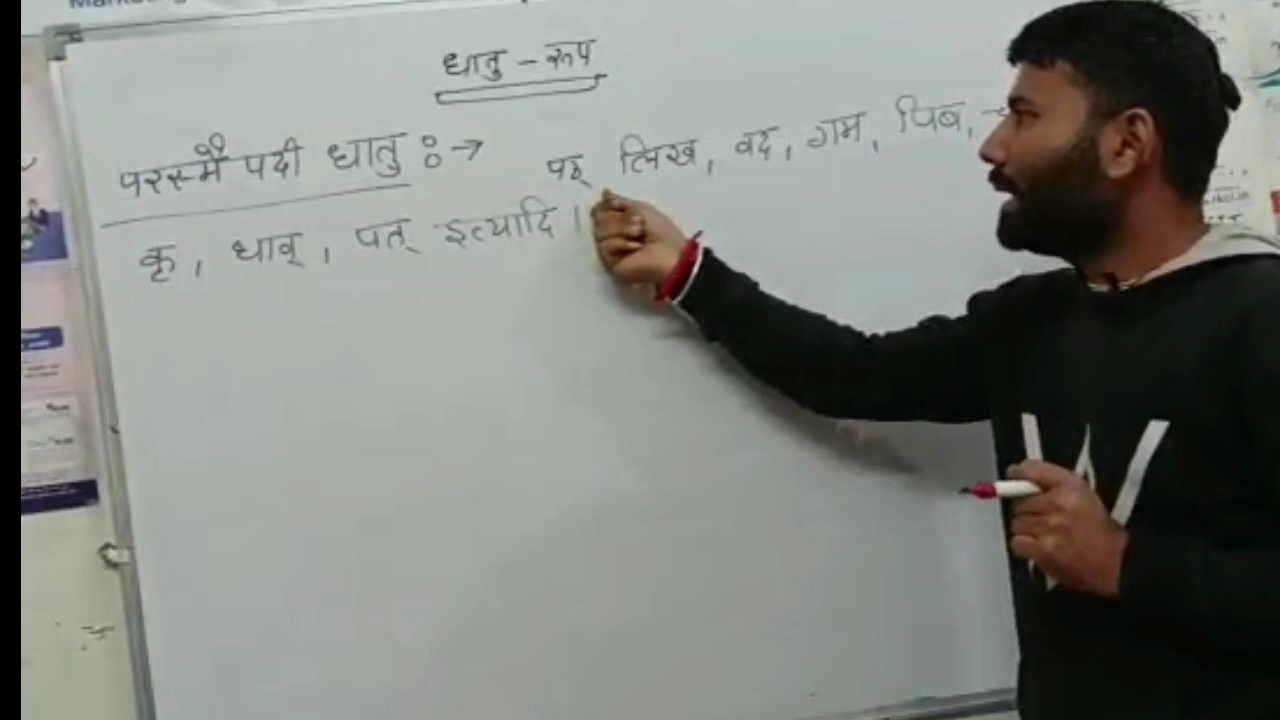 धातु - रूप
परस्मै पदी धातु ः→ पठ् लिख, वद, गम, पिब,
कृ, धाव्, पत् इत्यादि।